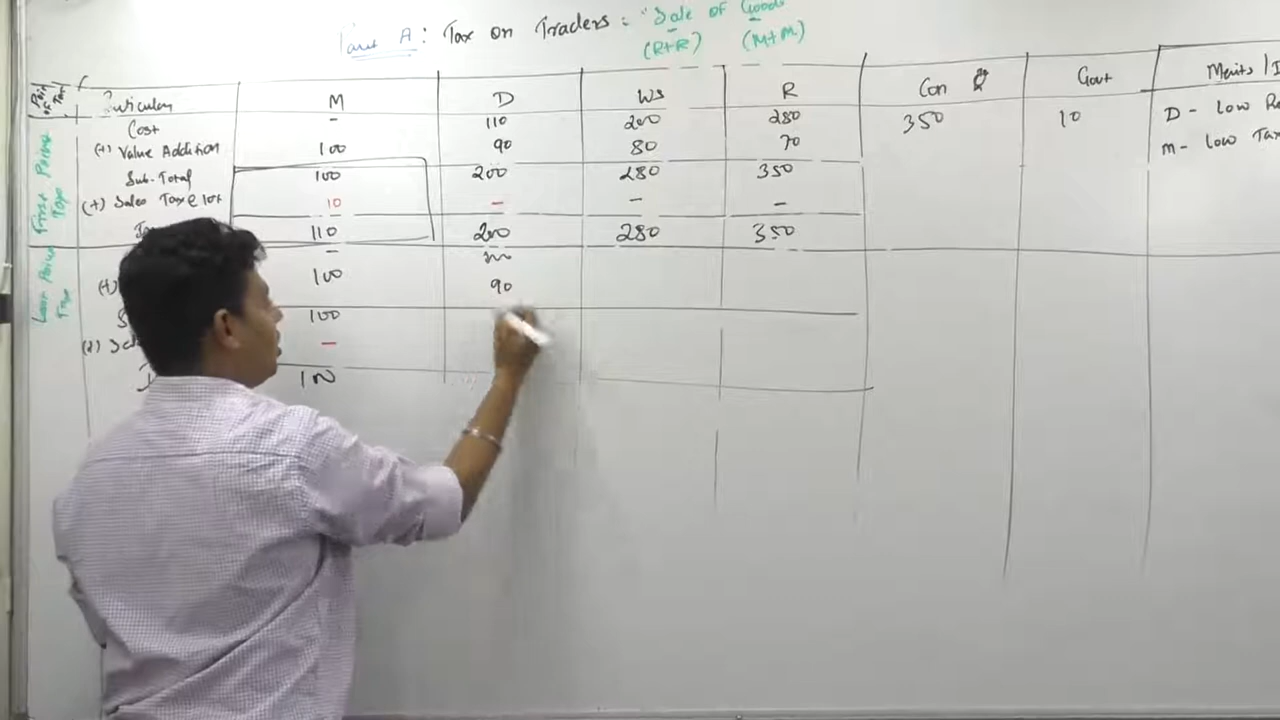 A : Tax on Traders : "Sale of Goods
(R+R) (M+M)
M D WS R Con Govt Merits / D
Cost - 110 200 280 350 10 D - Low R
(+) Value Addition 100 90 80 70 M - Low Tax
Sub-Total 100 200 280 350
(+) Sales Tax @ 10% 10 - - -
110 200 280 350
First Point Tax
-
(+) 100 90
100
(+) -
100
Last Point Tax